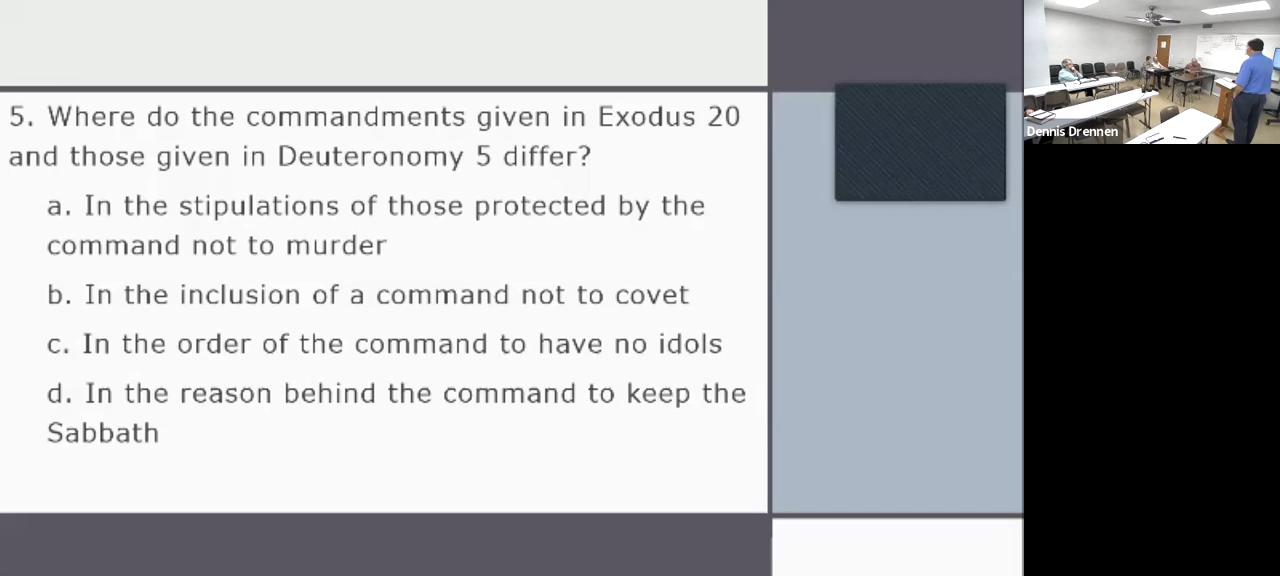 5. Where do the commandments given in Exodus 20
and those given in Deuteronomy 5 differ?
a. In the stipulations of those protected by the
command not to murder
b. In the inclusion of a command not to covet
c. In the order of the command to have no idols
d. In the reason behind the command to keep the
Sabbath
Dennis Drennen